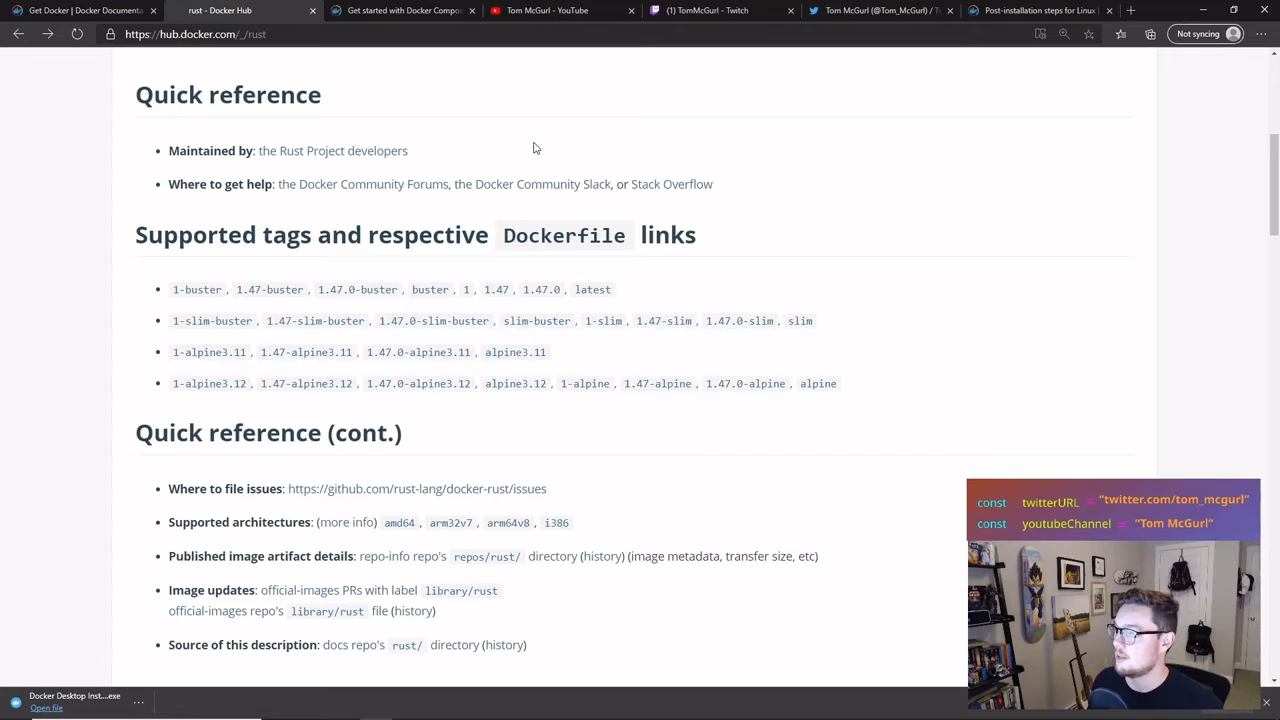 Get Docker | Docker Documenta
rust - Docker Hub
Get started with Docker Compos
Tom McGurl - YouTube
(1) TomMcGurl - Twitch
Tom McGurl (@Tom_McGurl) / T
Post-installation steps for Linux
https://hub.docker.com/_/rust
Not syncing
Quick reference
• Maintained by: the Rust Project developers
• Where to get help: the Docker Community Forums, the Docker Community Slack, or Stack Overflow
Supported tags and respective Dockerfile links
• 1-buster, 1.47-buster, 1.47.0-buster, buster, 1, 1.47, 1.47.0, latest
• 1-slim-buster, 1.47-slim-buster, 1.47.0-slim-buster, slim-buster, 1-slim, 1.47-slim, 1.47.0-slim, slim
• 1-alpine3.11, 1.47-alpine3.11, 1.47.0-alpine3.11, alpine3.11
• 1-alpine3.12, 1.47-alpine3.12, 1.47.0-alpine3.12, alpine3.12, 1-alpine, 1.47-alpine, 1.47.0-alpine, alpine
Quick reference (cont.)
• Where to file issues: https://github.com/rust-lang/docker-rust/issues
• Supported architectures: (more info) amd64, arm32v7, arm64v8, i386
• Published image artifact details: repo-info repo's repos/rust/ directory (history) (image metadata, transfer size, etc)
• Image updates: official-images PRs with label library/rust
official-images repo's library/rust file (history)
• Source of this description: docs repo's rust/ directory (history)
const twitterURL = "twitter.com/tom_mcgurl"
const youtubeChannel = "Tom McGurl"
Docker Desktop Inst....exe
Open file